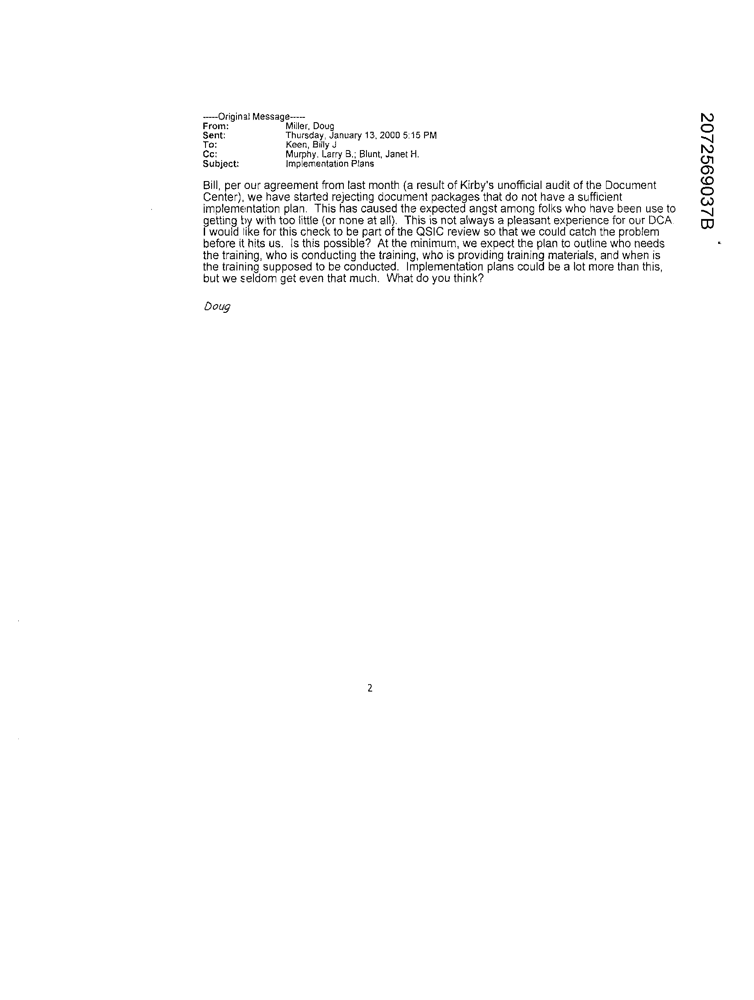 -----Original Message-----
From: Miller, Doug
Sent: Thursday, January 13, 2000 5:15 PM
To: Keen, Billy J
Cc: Murphy, Larry B.; Blunt, Janet H.
Subject: Implementation Plans
Bill, per our agreement from last month (a result of Kirby's unofficial audit of the Document
Center), we have started rejecting document packages that do not have a sufficient
implementation plan. This has caused the expected angst among folks who have been use to
getting by with too little (or none at all). This is not always a pleasant experience for our DCA
I would like for this check to be part of the QSIC review so that we could catch the problem
before it hits us. Is this possible? At the minimum, we expect the plan to outline who needs
the training, who is conducting the training, who is providing training materials, and when is
the training supposed to be conducted. Implementation plans could be a lot more than this,
but we seldom get even that much. What do you think?
Doug
2
2072569037B